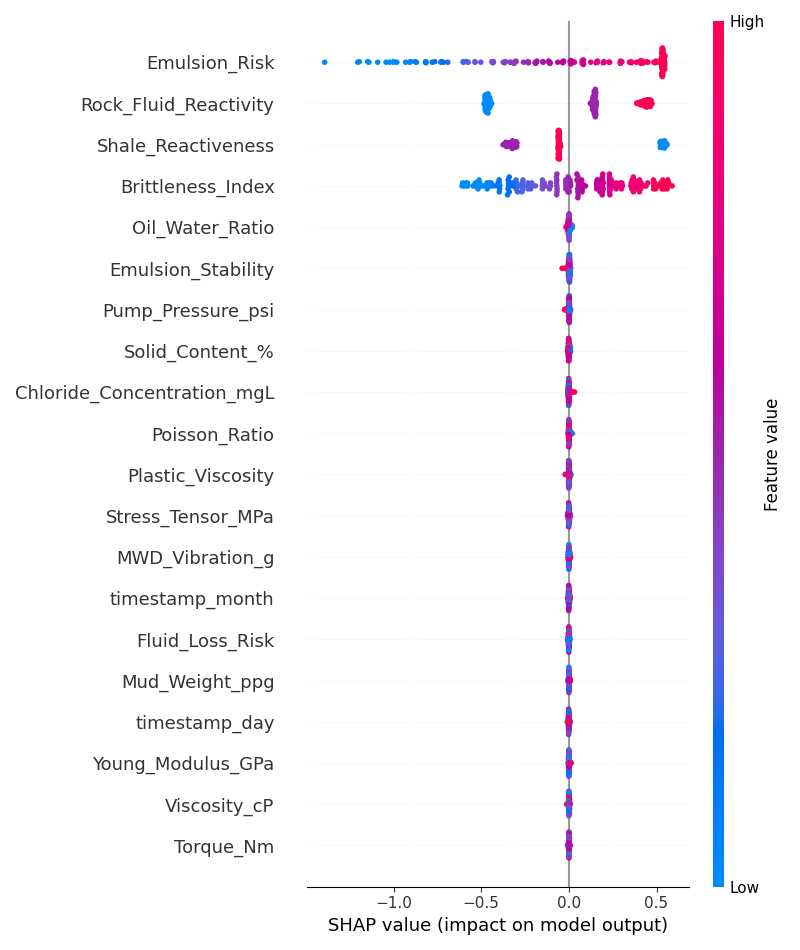 High
Emulsion_Risk
Rock_Fluid_Reactivity
Shale_Reactiveness
Brittleness_Index
Oil_Water_Ratio
Emulsion_Stability
Pump_Pressure_psi
Solid_Content_%
Chloride_Concentration_mgL
Poisson_Ratio
Plastic_Viscosity
Stress_Tensor_MPa
MWD_Vibration_g
timestamp_month
Fluid_Loss_Risk
Mud_Weight_ppg
timestamp_day
Young_Modulus_GPa
Viscosity_cP
Torque_Nm
Feature value
Low
−1.0 −0.5 0.0 0.5
SHAP value (impact on model output)